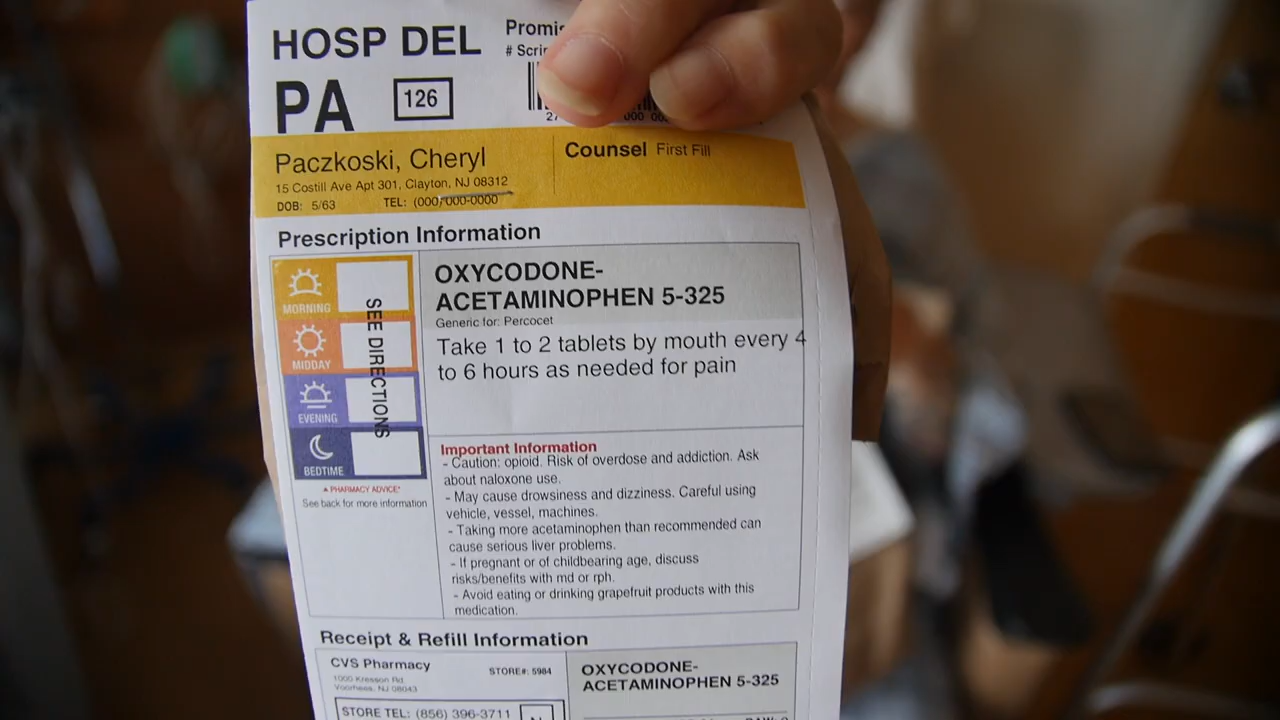 HOSP DEL
PA
126
# Scrip
Paczkoski, Cheryl
15 Costill Ave Apt 301, Clayton, NJ 08312
DOB: 5/63
TEL: (000) 000-0000
Counsel First Fill
Prescription Information
MORNING
MIDDAY
EVENING
BEDTIME
SEE DIRECTIONS
PHARMACY ADVICE*
See back for more information
OXYCODONE-
ACETAMINOPHEN 5-325
Generic for: Percocet
Take 1 to 2 tablets by mouth every 4
to 6 hours as needed for pain
Important Information
- Caution: opioid. Risk of overdose and addiction. Ask
about naloxone use.
- May cause drowsiness and dizziness. Careful using
vehicle, vessel, machines.
- Taking more acetaminophen than recommended can
cause serious liver problems.
- If pregnant or of childbearing age, discuss
risks/benefits with md or rph.
- Avoid eating or drinking grapefruit products with this
medication.
Receipt & Refill Information
CVS Pharmacy
STORE#: 5984
1000 Kresson Rd.
Voorhees, NJ 08043
STORE TEL: (856) 396-3711
OXYCODONE-
ACETAMINOPHEN 5-325